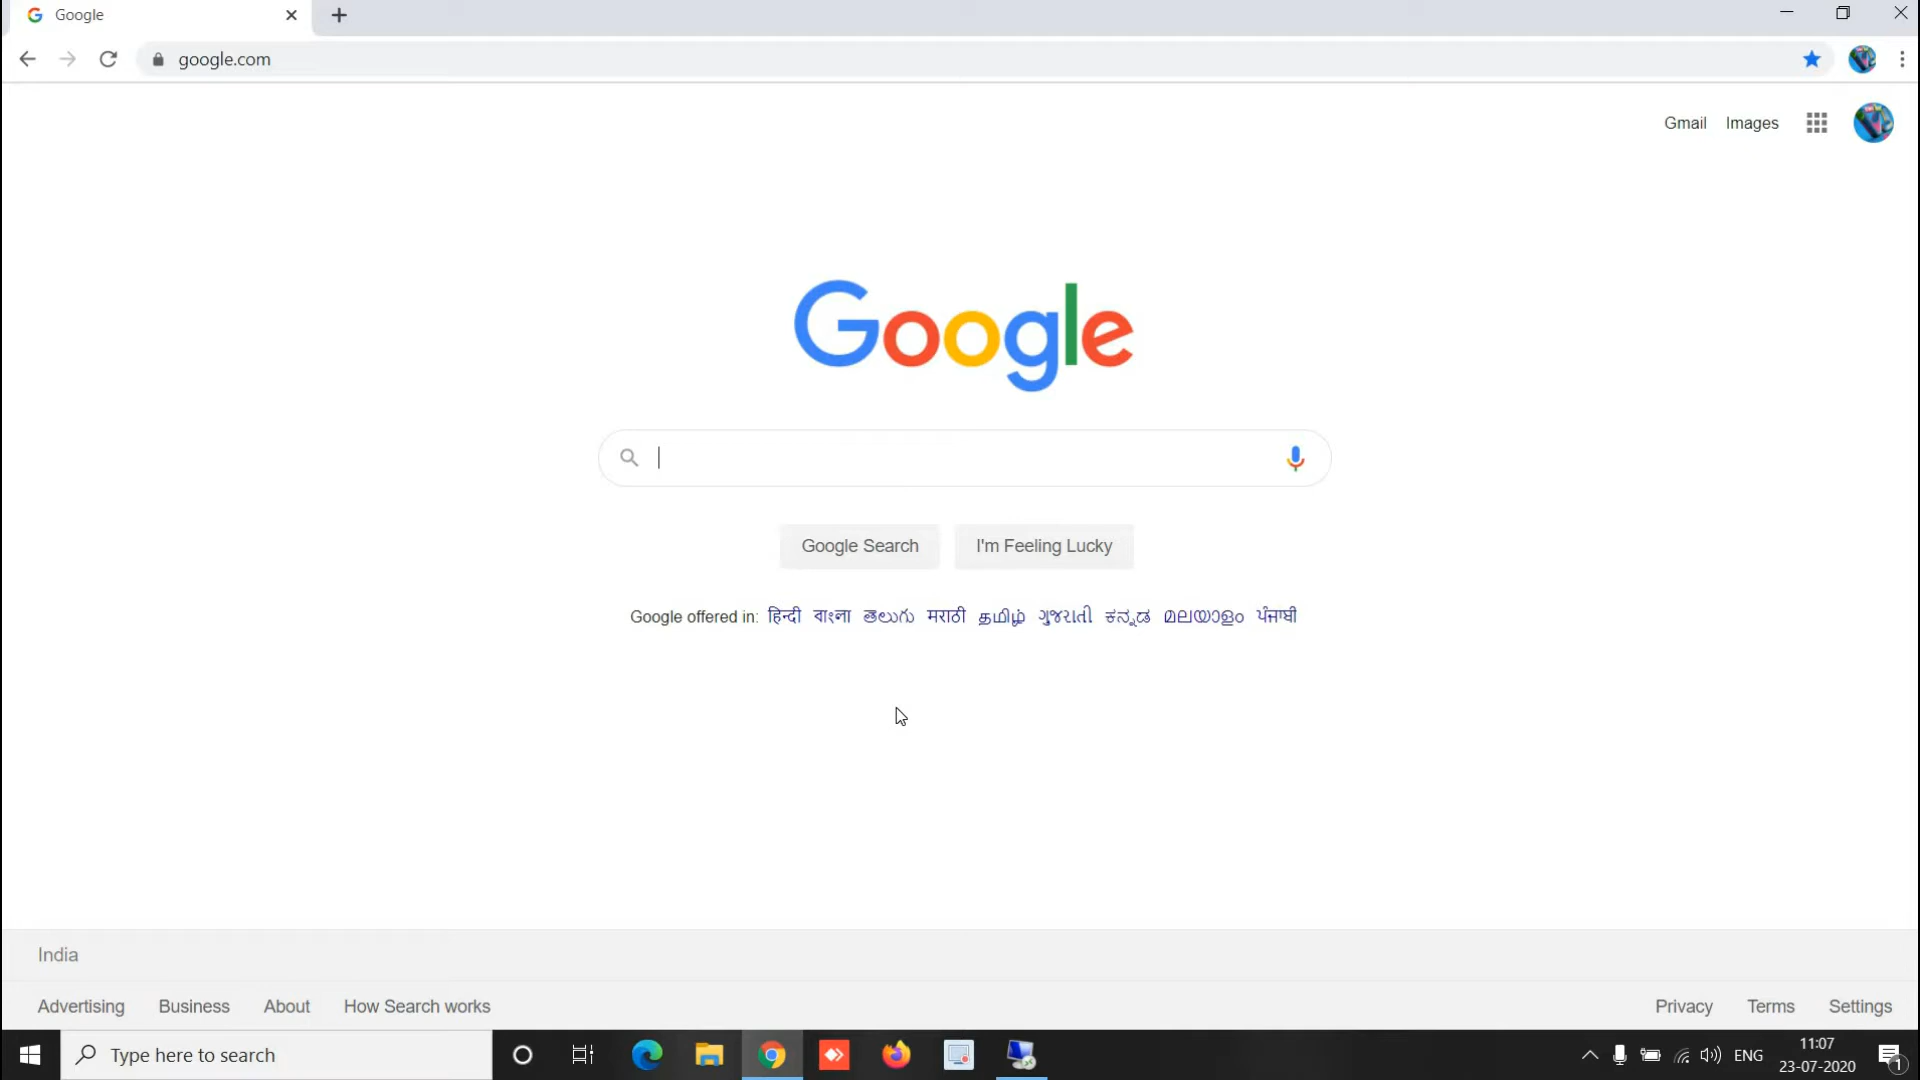 Google
google.com
Gmail Images
Google
Google Search I'm Feeling Lucky
Google offered in: हिन्दी বাংলা తెలుగు मराठी தமிழ் ગુજરાતી ಕನ್ನಡ മലയാളം ਪੰਜਾਬੀ
India
Advertising Business About How Search works Privacy Terms Settings
Type here to search ENG 11:07
23-07-2020 1